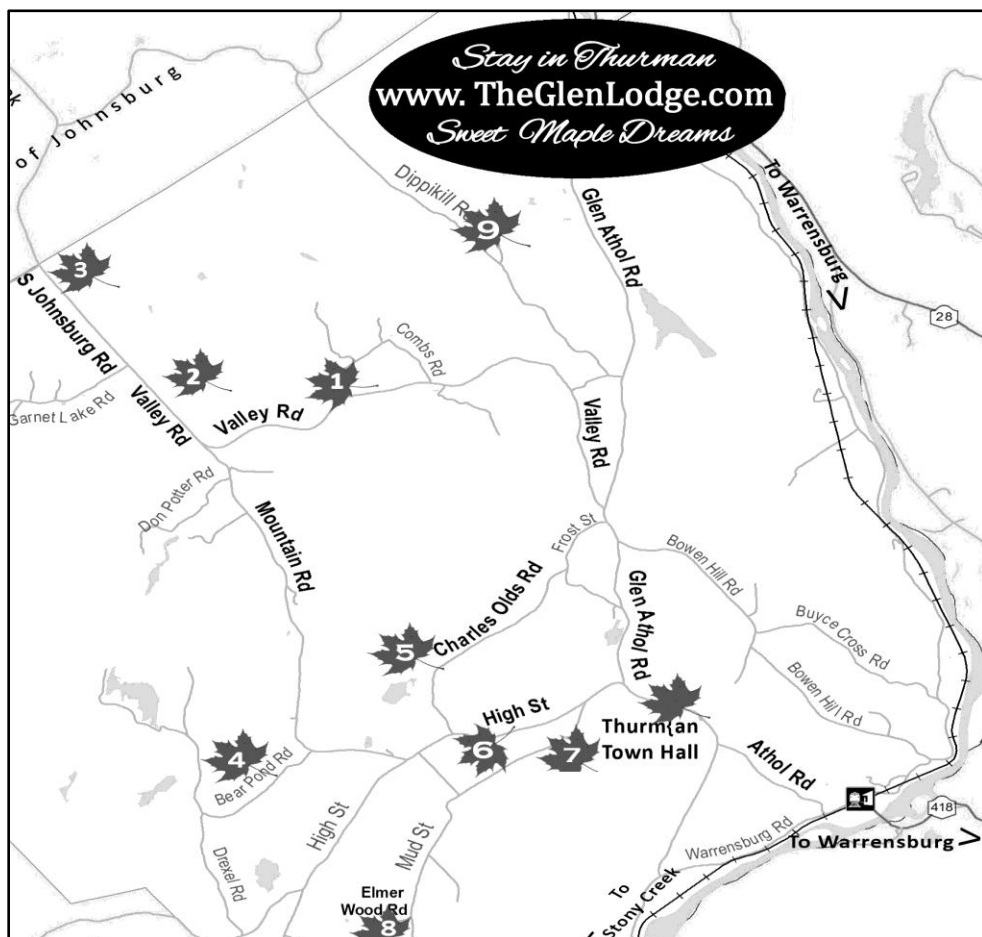 Stay in Thurman
www. TheGlenLodge.com
Sweet Maple Dreams
of Johnsburg
Dippikill Rd
9
Glen Athol Rd
To Warrensburg
>
28
3
S Johnsburg Rd
2
1
Combs Rd
Garnet Lake Rd
Valley Rd
Valley Rd
Valley Rd
Don Potter Rd
Mountain Rd
Frost St
Bowen Hill Rd
Charles Olds Rd
Glen Athol Rd
Buyce Cross Rd
5
Bowen Hill Rd
High St
Thurm{an
Town Hall
6
7
4
Bear Pond Rd
Athol Rd
High St
Mud St
418
Warrensburg Rd
To Warrensburg >
Drexel Rd
Elmer
Wood Rd
8
To
Stony Creek